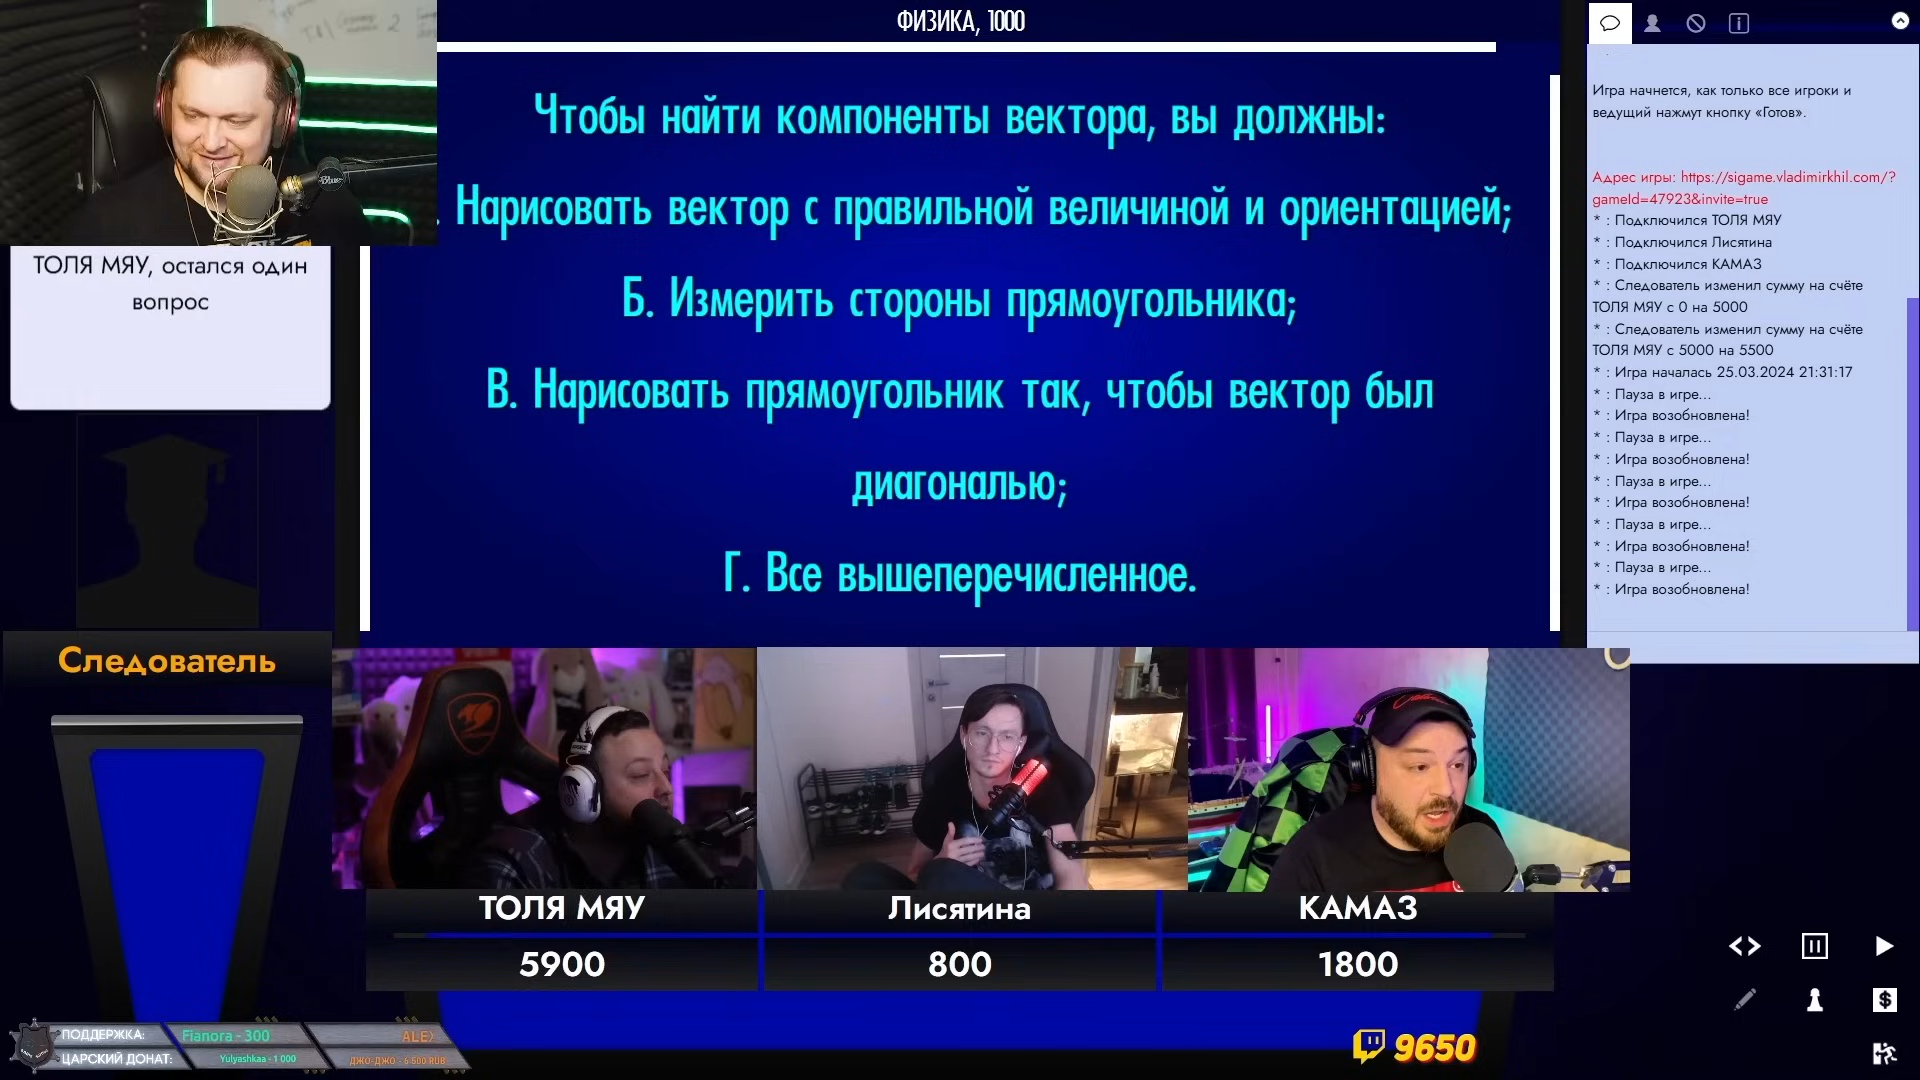 ФИЗИКА, 1000
Чтобы найти компоненты вектора, вы должны:
Нарисовать вектор с правильной величиной и ориентацией;
Б. Измерить стороны прямоугольника;
В. Нарисовать прямоугольник так, чтобы вектор был
диагональю;
Г. Все вышеперечисленное.
ТОЛЯ МЯУ, остался один
вопрос
Следователь
Игра начнется, как только все игроки и
ведущий нажмут кнопку «Готов».
Адрес игры: https://sigame.vladimirkhil.com/?
gameId=47923&invite=true
* : Подключился ТОЛЯ МЯУ
* : Подключился Лисятина
* : Подключился КАМАЗ
* : Следователь изменил сумму на счёте
ТОЛЯ МЯУ с 0 на 5000
* : Следователь изменил сумму на счёте
ТОЛЯ МЯУ с 5000 на 5500
* : Игра началась 25.03.2024 21:31:17
* : Пауза в игре...
* : Игра возобновлена!
* : Пауза в игре...
* : Игра возобновлена!
* : Пауза в игре...
* : Игра возобновлена!
* : Пауза в игре...
* : Игра возобновлена!
* : Пауза в игре...
* : Игра возобновлена!
ТОЛЯ МЯУ
5900
Лисятина
800
КАМАЗ
1800
ПОДДЕРЖКА: Fianora - 300 ALEX
ЦАРСКИЙ ДОНАТ: Yulyashkaa - 1 000 ДЖО-ДЖО - 6 500 RUB
9650